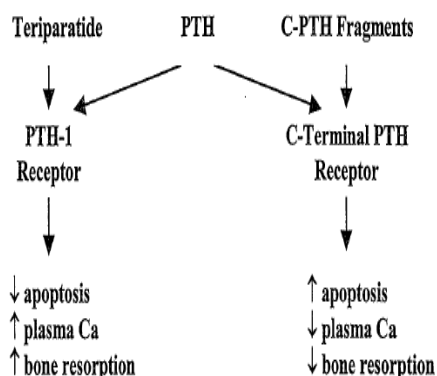 Teriparatide PTH C-PTH Fragments
PTH-1
Receptor
C-Terminal PTH
Receptor
↓ apoptosis
↑ plasma Ca
↑ bone resorption
↑ apoptosis
↓ plasma Ca
↓ bone resorption